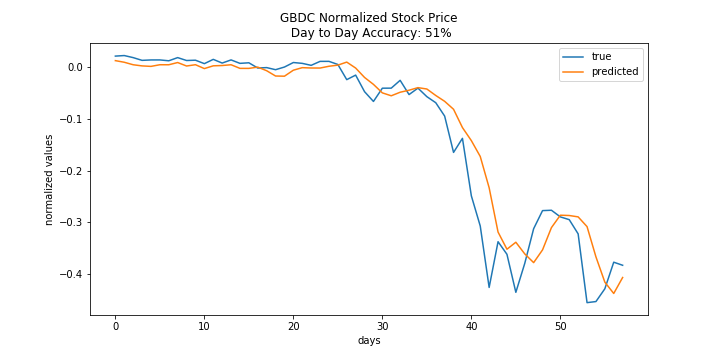 GBDC Normalized Stock Price
Day to Day Accuracy: 51%
true
predicted
normalized values
0.0
−0.1
−0.2
−0.3
−0.4
0 10 20 30 40 50
days